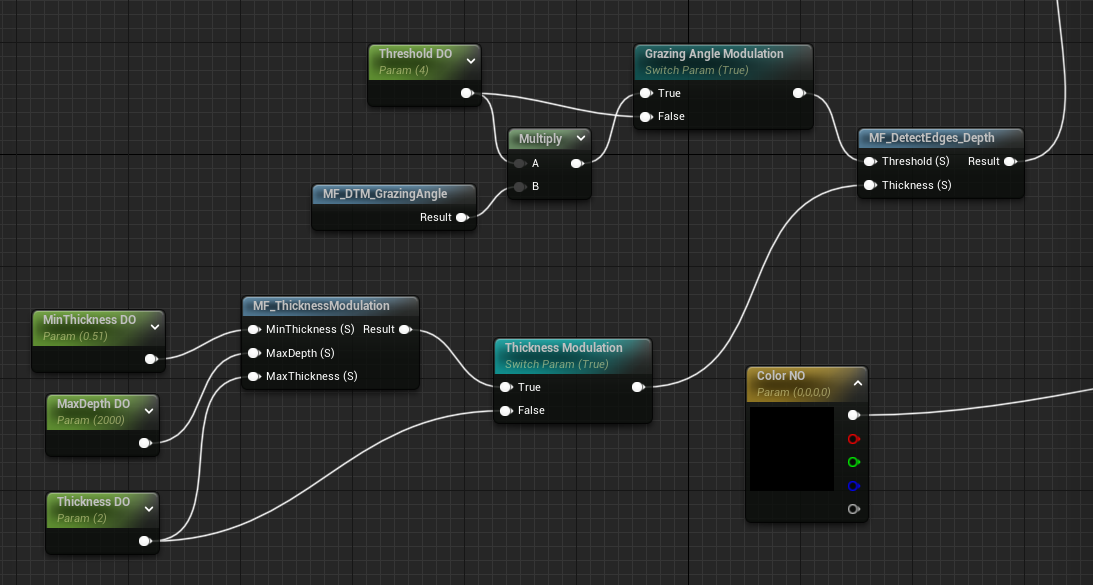 Threshold DO
Param (4)
Grazing Angle Modulation
Switch Param (True)
True
False
Multiply
A
B
MF_DTM_GrazingAngle
Result
MF_DetectEdges_Depth
Threshold (S) Result
Thickness (S)
MinThickness DO
Param (0.51)
MF_ThicknessModulation
MinThickness (S) Result
MaxDepth (S)
MaxThickness (S)
MaxDepth DO
Param (2000)
Thickness DO
Param (2)
Thickness Modulation
Switch Param (True)
True
False
Color NO
Param (0,0,0,0)